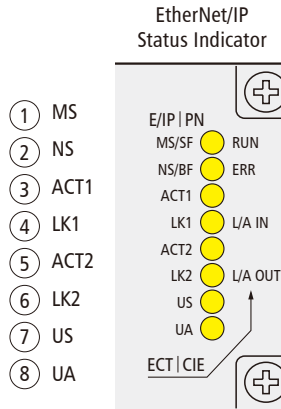 EtherNet/IP
Status Indicator
1 MS
2 NS
3 ACT1
4 LK1
5 ACT2
6 LK2
7 US
8 UA
E/IP | PN
MS/SF RUN
NS/BF ERR
ACT1
LK1 L/A IN
ACT2
LK2 L/A OUT
US
UA
ECT | CIE